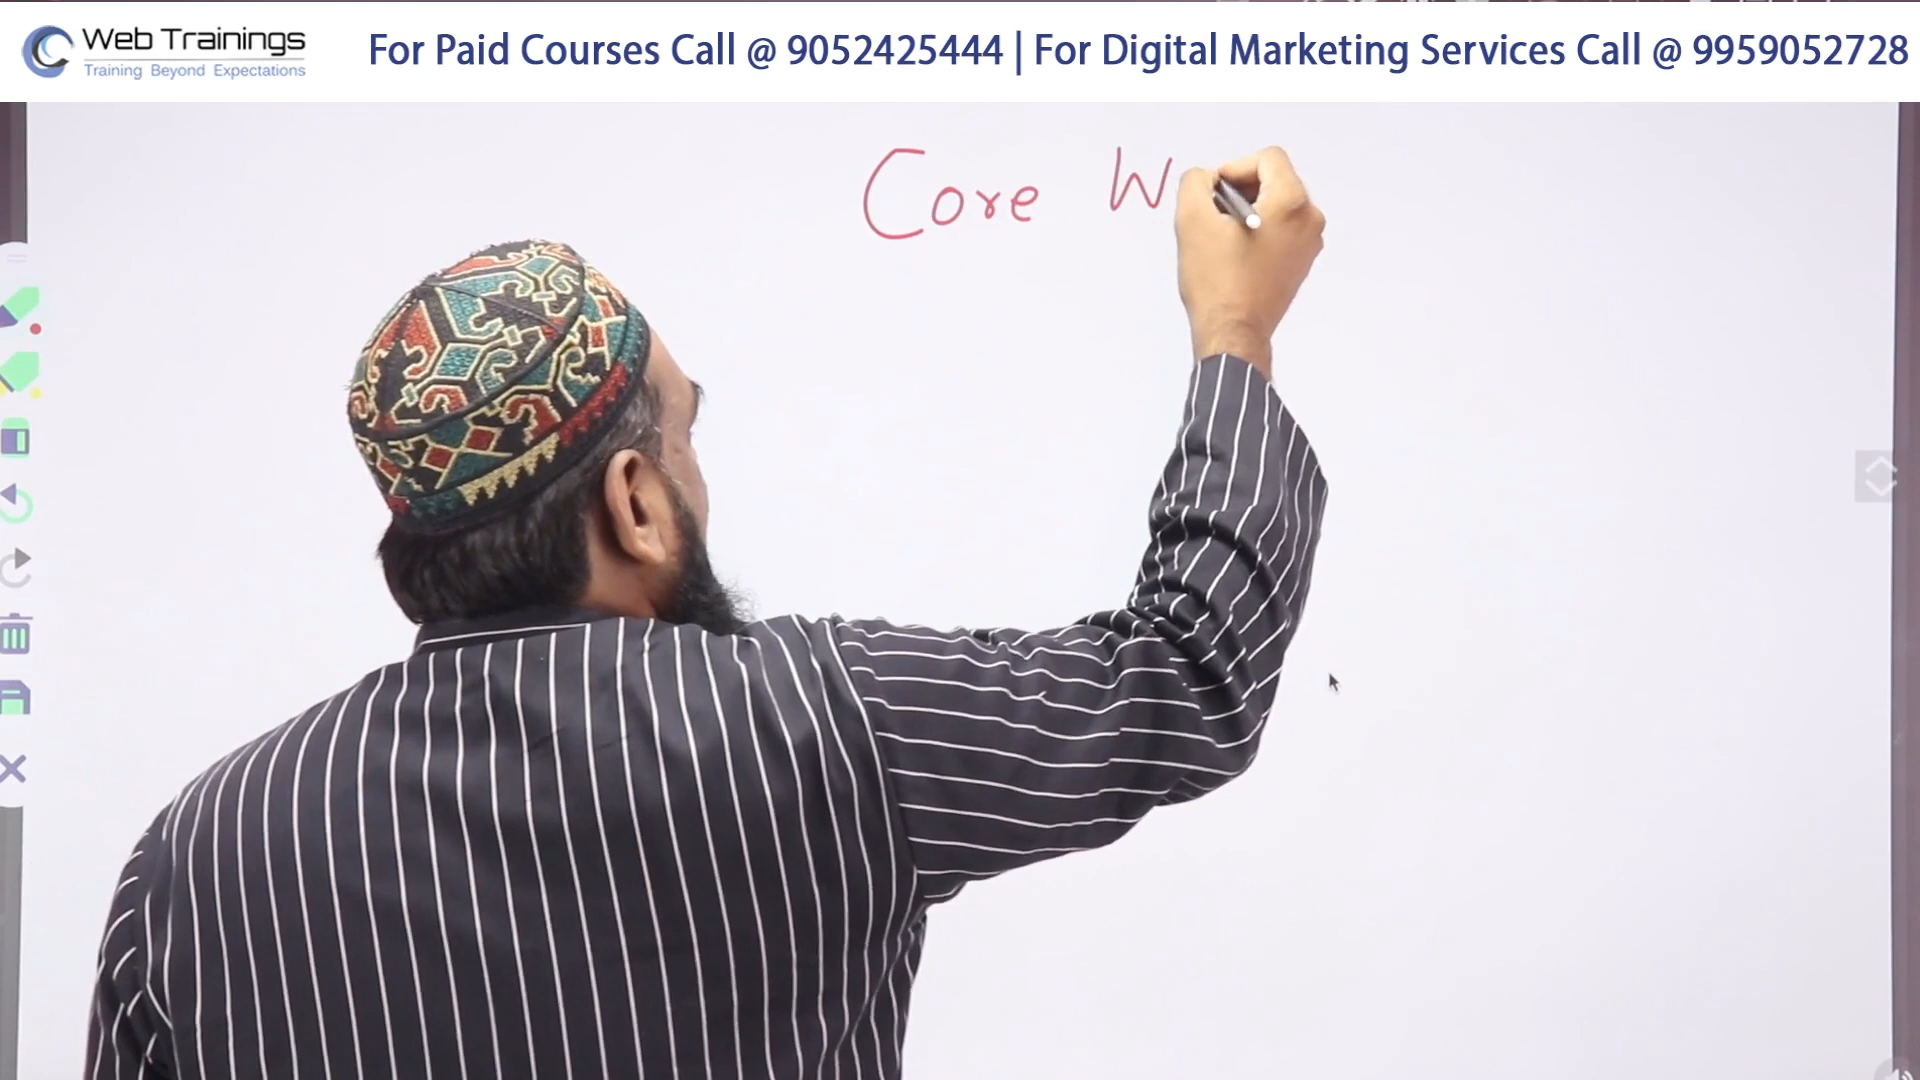 Web Trainings
Training Beyond Expectations
For Paid Courses Call @ 9052425444 | For Digital Marketing Services Call @ 9959052728
Core W